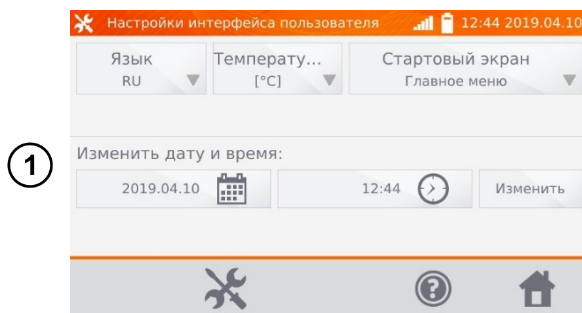 Настройки интерфейса пользователя 12:44 2019.04.10
Язык Температу... Стартовый экран
RU [°C] Главное меню
1
Изменить дату и время:
2019.04.10 12:44 Изменить
?